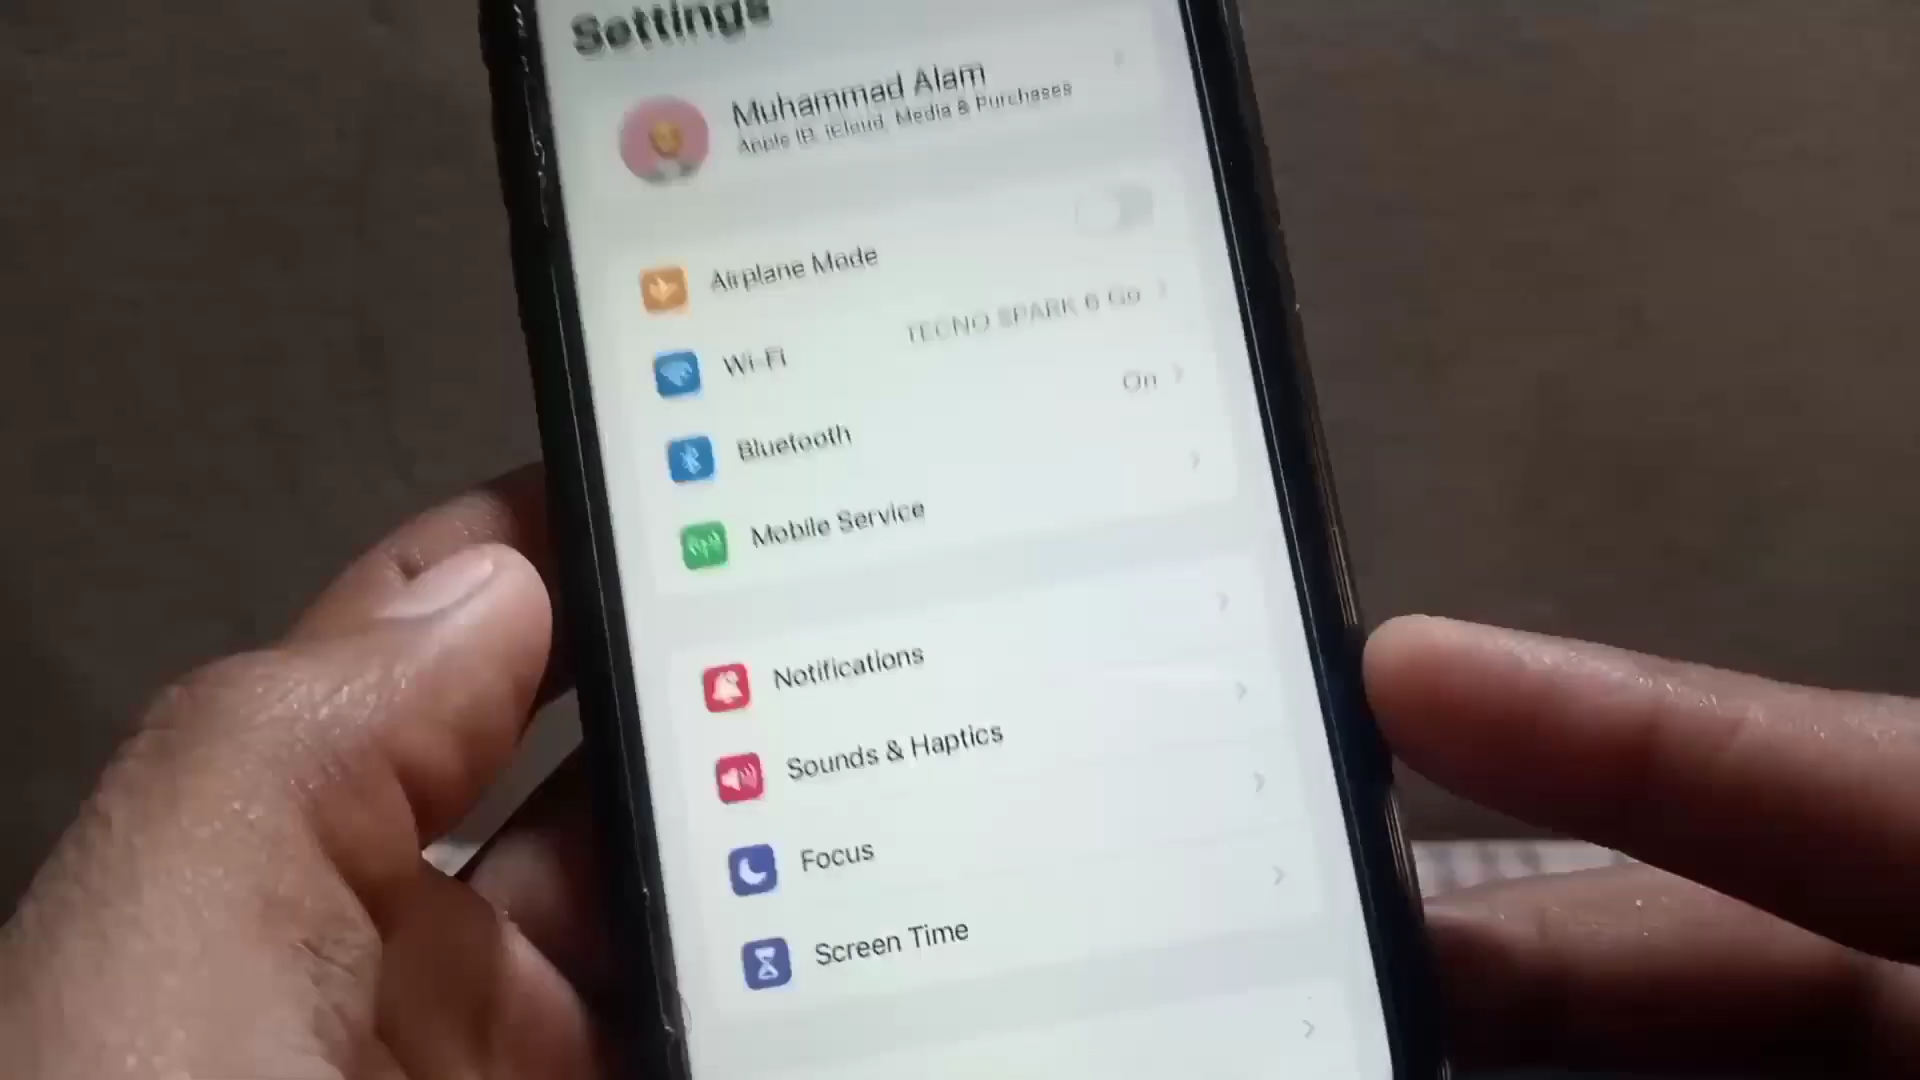 Settings
Muhammad Alam
Apple ID, iCloud, Media & Purchases
Airplane Mode
Wi-Fi
TECNO SPARK 6 Go
Bluetooth
On
Mobile Service
Notifications
Sounds & Haptics
Focus
Screen Time